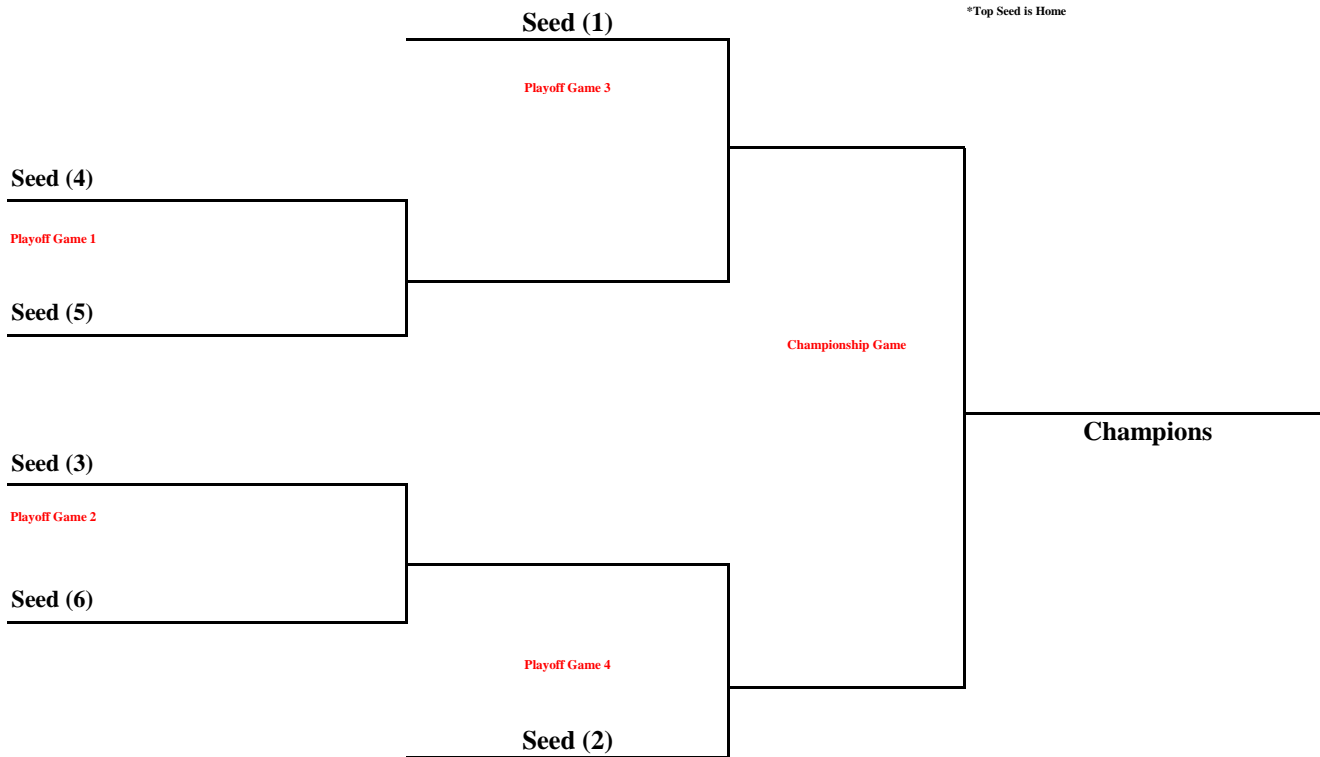 *Top Seed is Home
Seed (1)
Playoff Game 3
Seed (4)
Playoff Game 1
Seed (5)
Championship Game
Champions
Seed (3)
Playoff Game 2
Seed (6)
Playoff Game 4
Seed (2)